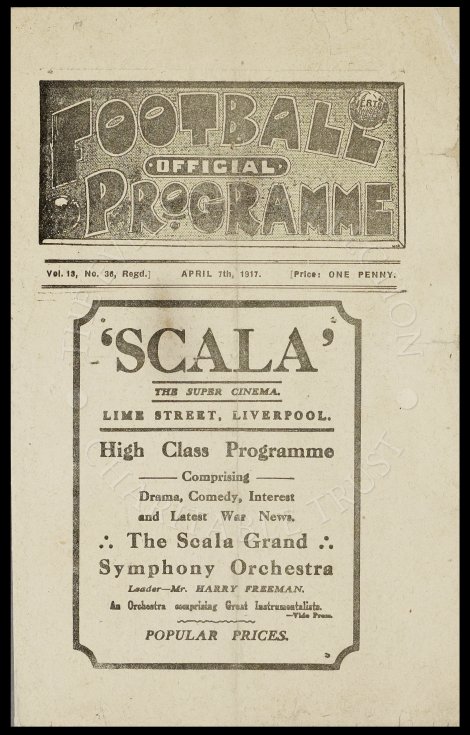 FOOTBALL
OFFICIAL
PROGRAMME
Vol. 13, No. 36, Regd.] APRIL 7th, 1917. [Price: ONE PENNY.
'SCALA'
THE SUPER CINEMA.
LIME STREET, LIVERPOOL.
High Class Programme
Comprising
Drama, Comedy, Interest
and Latest War News.
∴ The Scala Grand ∴
Symphony Orchestra
Leader—Mr. HARRY FREEMAN.
An Orchestra comprising Great Instrumentalists.
—Vide Press.
POPULAR PRICES.